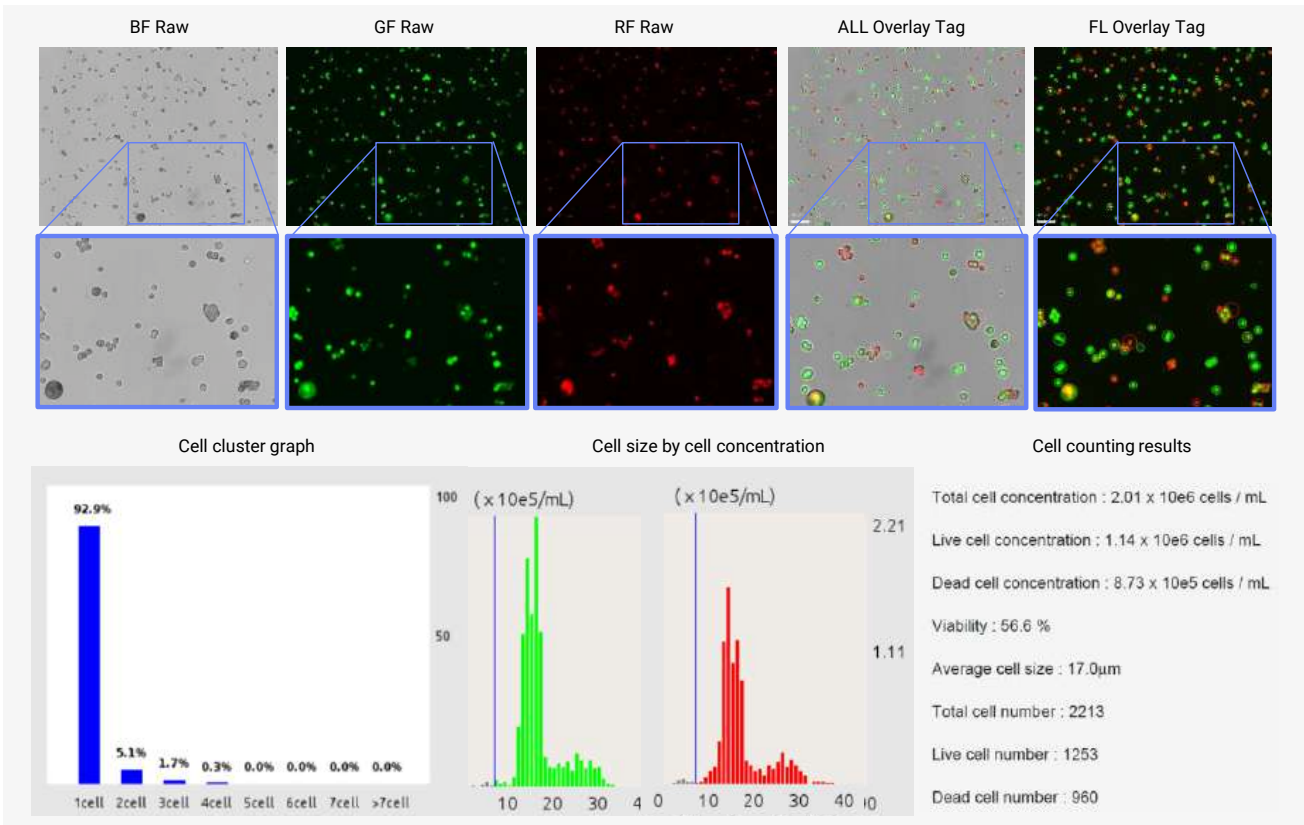 BF Raw
GF Raw
RF Raw
ALL Overlay Tag
FL Overlay Tag
Cell cluster graph
Cell size by cell concentration
Cell counting results
92.9%
5.1%
1.7%
0.3%
0.0%
0.0%
0.0%
0.0%
1cell
2cell
3cell
4cell
5cell
6cell
7cell
>7cell
100
50
(x 10e5/mL)
10
20
30
4
(x 10e5/mL)
2.21
1.11
0
10
20
30
40
00
Total cell concentration : 2.01 x 10e6 cells / mL
Live cell concentration : 1.14 x 10e6 cells / mL
Dead cell concentration : 8.73 x 10e5 cells / mL
Viability : 56.6 %
Average cell size : 17.0μm
Total cell number : 2213
Live cell number : 1253
Dead cell number : 960